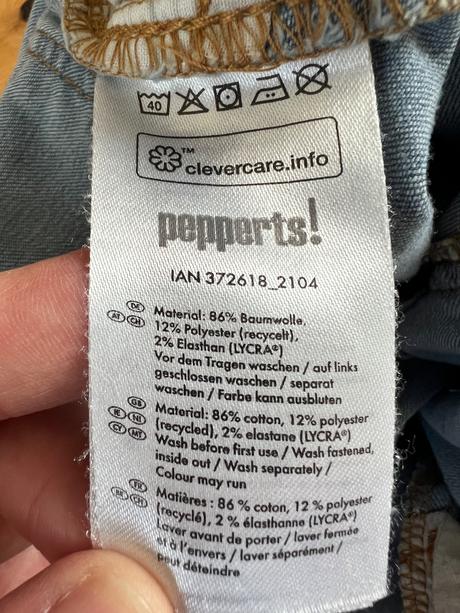 40
™
clevercare.info
pepperts!
IAN 372618_2104
DE AT CH
Material: 86% Baumwolle,
12% Polyester (recycelt),
2% Elasthan (LYCRA®)
Vor dem Tragen waschen / auf links
geschlossen waschen / separat
waschen / Farbe kann ausbluten
GB IE NI CY MT
Material: 86% cotton, 12% polyester
(recycled), 2% elastane (LYCRA®)
Wash before first use / Wash fastened,
inside out / Wash separately /
Colour may run
FR BE CH
Matières : 86 % coton, 12 % polyester
(recyclé), 2 % élasthanne (LYCRA®)
Laver avant de porter / laver fermée
et à l'envers / laver séparément /
peut déteindre